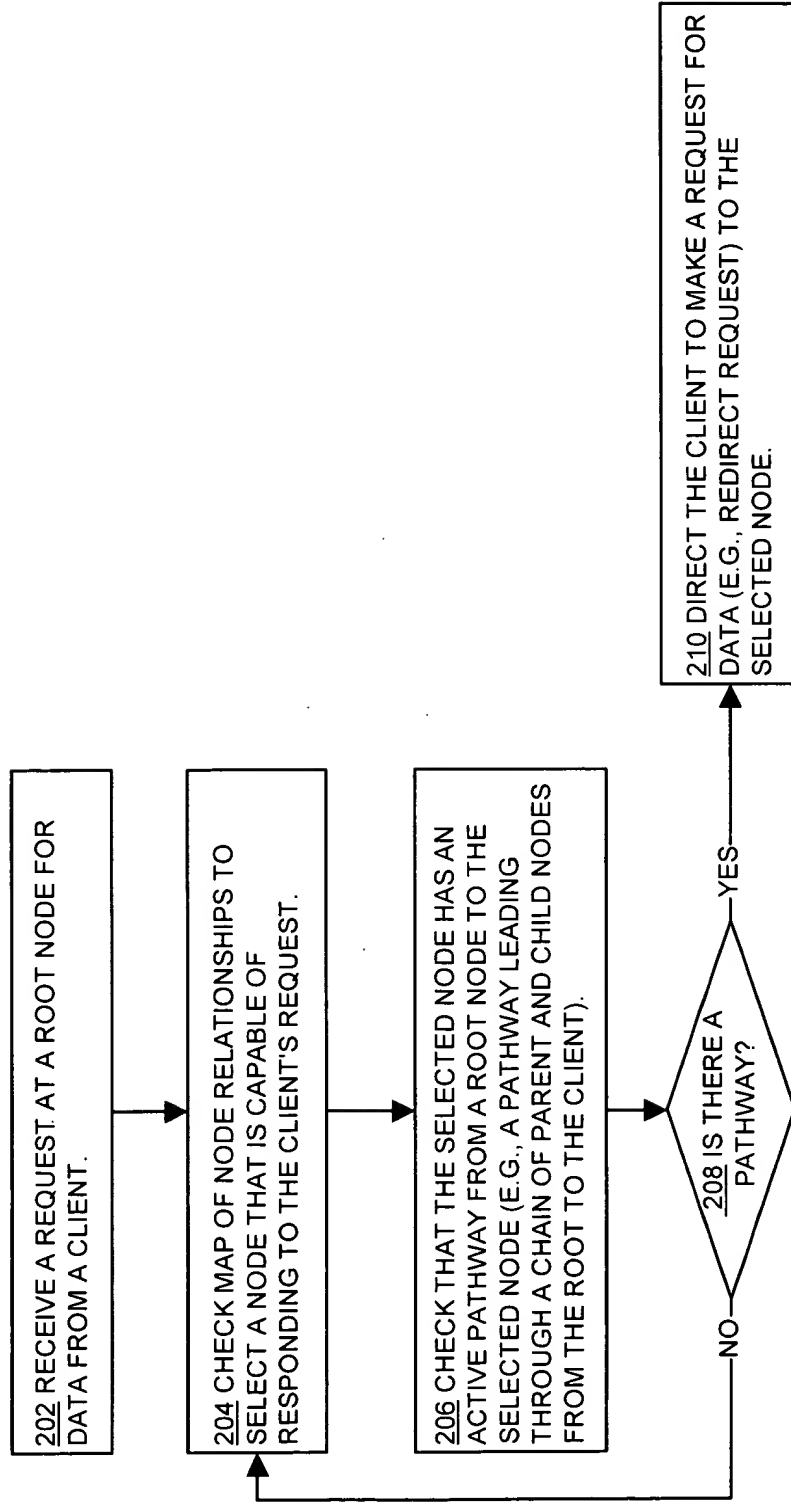 202 RECEIVE A REQUEST AT A ROOT NODE FOR
DATA FROM A CLIENT.
204 CHECK MAP OF NODE RELATIONSHIPS TO
SELECT A NODE THAT IS CAPABLE OF
RESPONDING TO THE CLIENT'S REQUEST.
206 CHECK THAT THE SELECTED NODE HAS AN
ACTIVE PATHWAY FROM A ROOT NODE TO THE
SELECTED NODE (E.G., A PATHWAY LEADING
THROUGH A CHAIN OF PARENT AND CHILD NODES
FROM THE ROOT TO THE CLIENT).
208 IS THERE A
PATHWAY?
NO
YES
210 DIRECT THE CLIENT TO MAKE A REQUEST FOR
DATA (E.G., REDIRECT REQUEST) TO THE
SELECTED NODE.